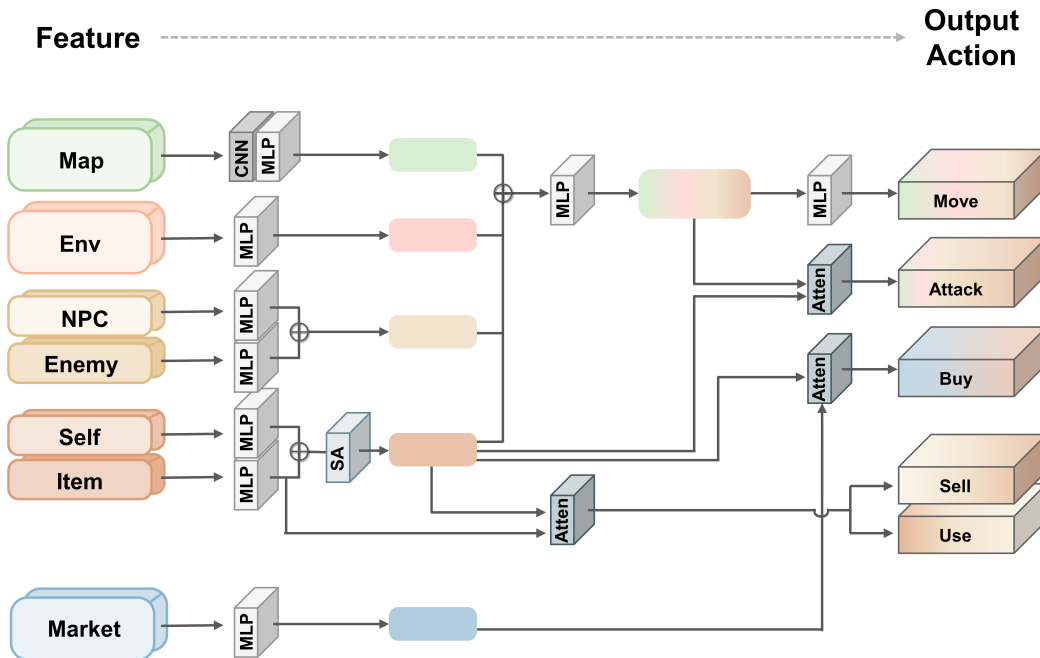 Feature
Output
Action
Map
CNN
MLP
MLP
MLP
Move
Env
MLP
Atten
Attack
NPC
MLP
Enemy
MLP
Atten
Buy
Self
MLP
SA
Item
MLP
Atten
Sell
Use
Market
MLP